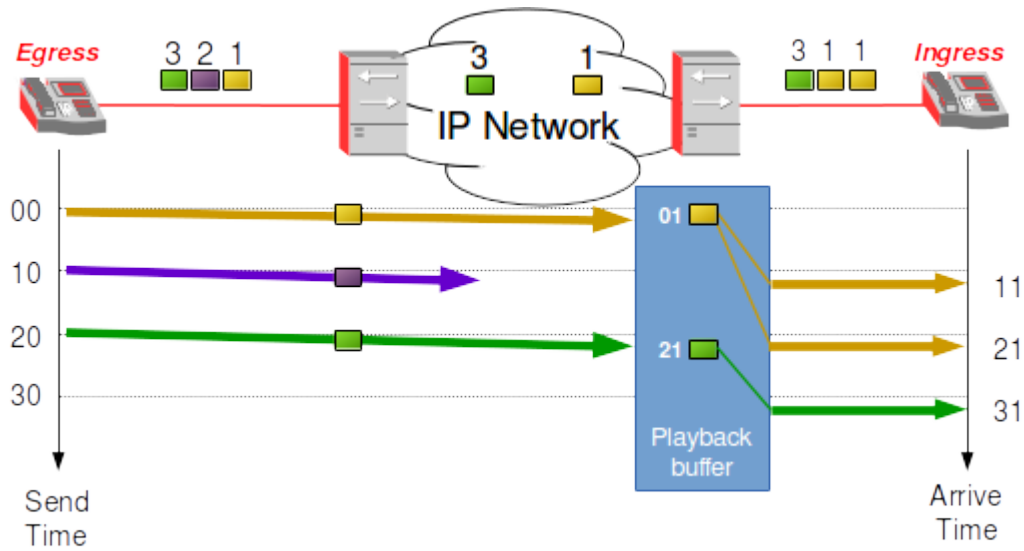 Egress
3 2 1
3
1
3 1 1
Ingress
IP Network
00
01
10
11
20
21
21
30
31
Playback
buffer
Send
Time
Arrive
Time